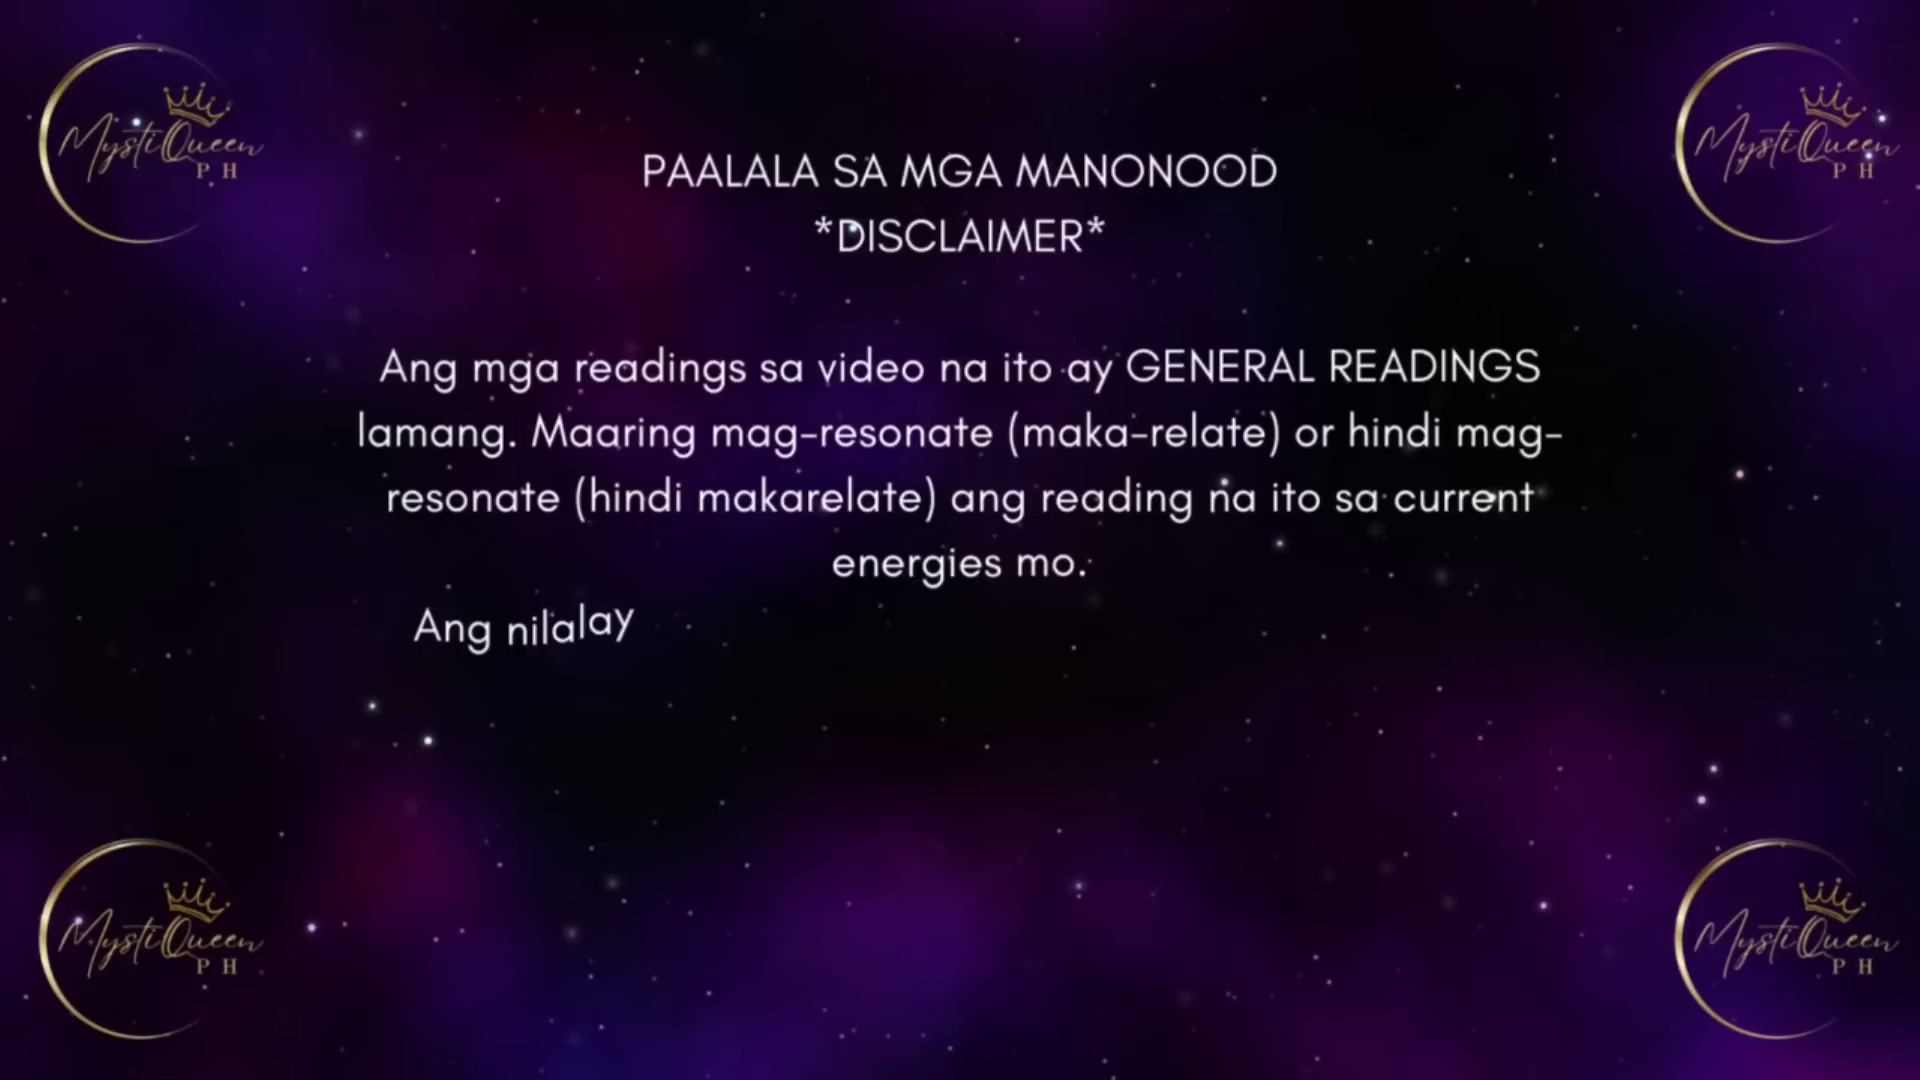 MystiQueen
PH
MystiQueen
PH
PAALALA SA MGA MANONOOD
*DISCLAIMER*
Ang mga readings sa video na ito ay GENERAL READINGS
lamang. Maaring mag-resonate (maka-relate) or hindi mag-
resonate (hindi makarelate) ang reading na ito sa current
energies mo.
Ang nilalay
MystiQueen
PH
MystiQueen
PH